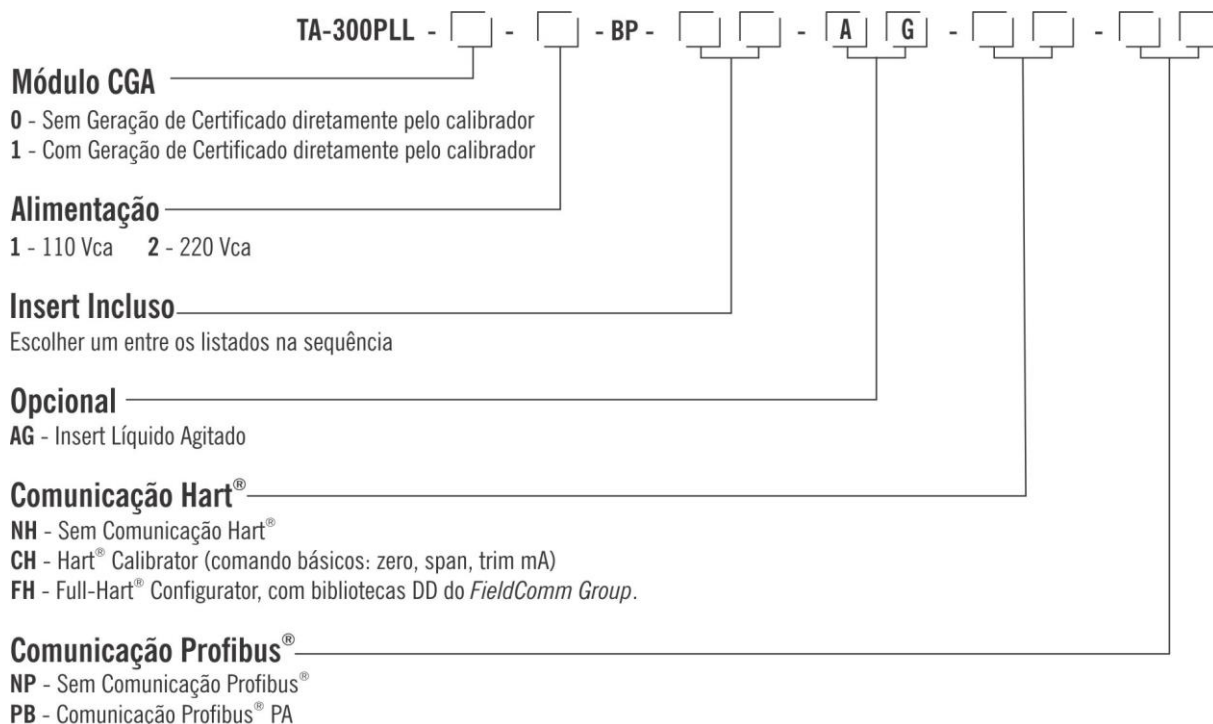 TA-300PLL - - - BP - - A G - -
Módulo CGA
0 - Sem Geração de Certificado diretamente pelo calibrador
1 - Com Geração de Certificado diretamente pelo calibrador
Alimentação
1 - 110 Vca 2 - 220 Vca
Insert Incluso
Escolher um entre os listados na sequência
Opcional
AG - Insert Líquido Agitado
Comunicação Hart®
NH - Sem Comunicação Hart®
CH - Hart® Calibrator (comando básicos: zero, span, trim mA)
FH - Full-Hart® Configurator, com bibliotecas DD do FieldComm Group.
Comunicação Profibus®
NP - Sem Comunicação Profibus®
PB - Comunicação Profibus® PA